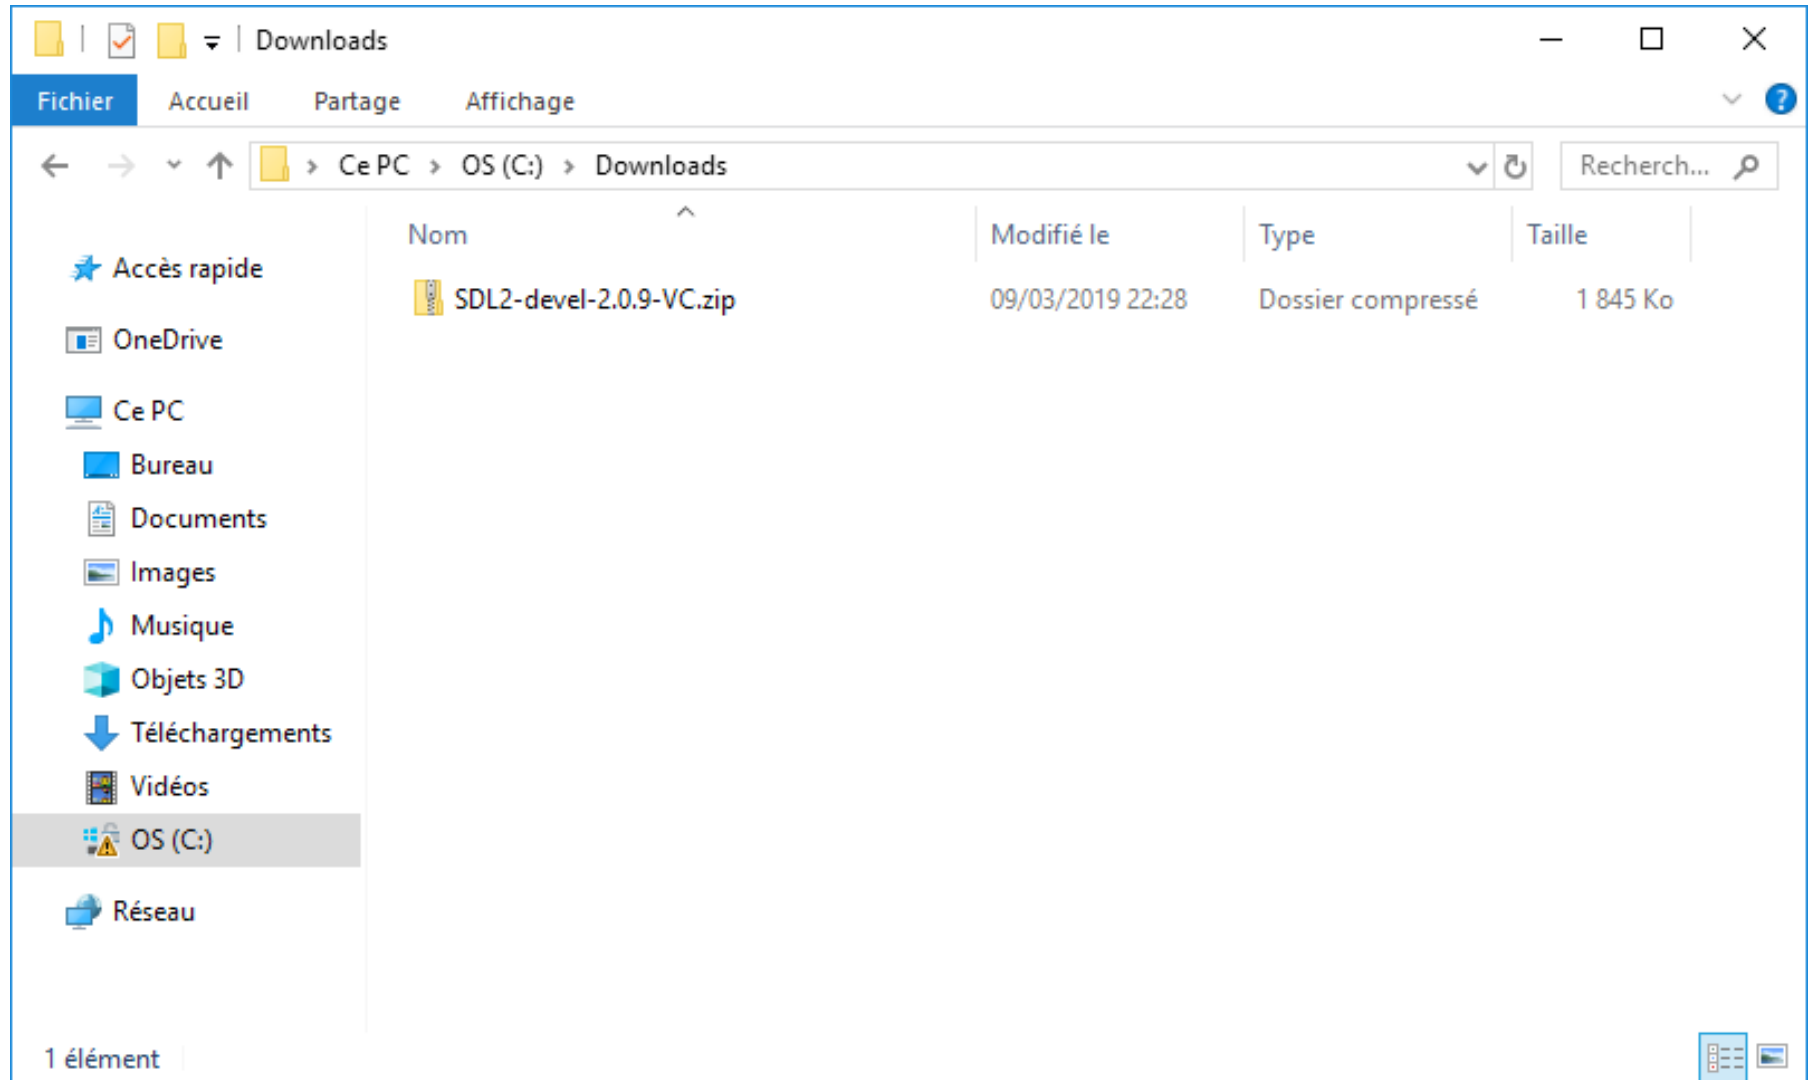 Downloads
Fichier Accueil Partage Affichage
Ce PC > OS (C:) > Downloads Recherch...
Nom Modifié le Type Taille
SDL2-devel-2.0.9-VC.zip 09/03/2019 22:28 Dossier compressé 1 845 Ko
Accès rapide
OneDrive
Ce PC
Bureau
Documents
Images
Musique
Objets 3D
Téléchargements
Vidéos
OS (C:)
Réseau
1 élément